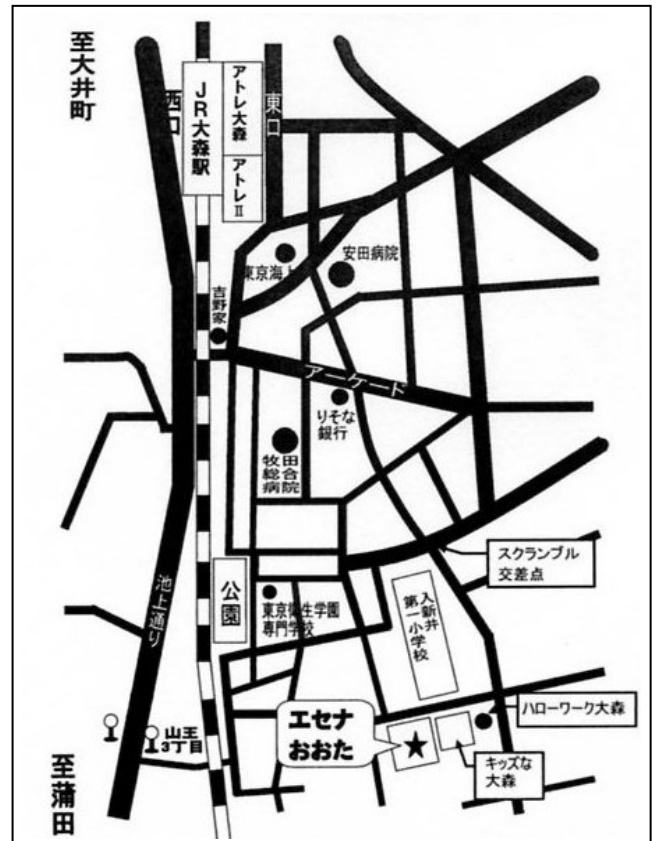 至大井町
西口
JR大森駅
アトレ大森
アトレⅡ
東口
東京海上
安田病院
吉野家
アーケード
りそな
銀行
牧田
総合
病院
スクランブル
交差点
池上通り
公園
東京衛生学園
専門学校
入新井
第一小学校
ハローワーク大森
エセナ
おおた
キッズな
大森
山王
3丁目
至蒲田